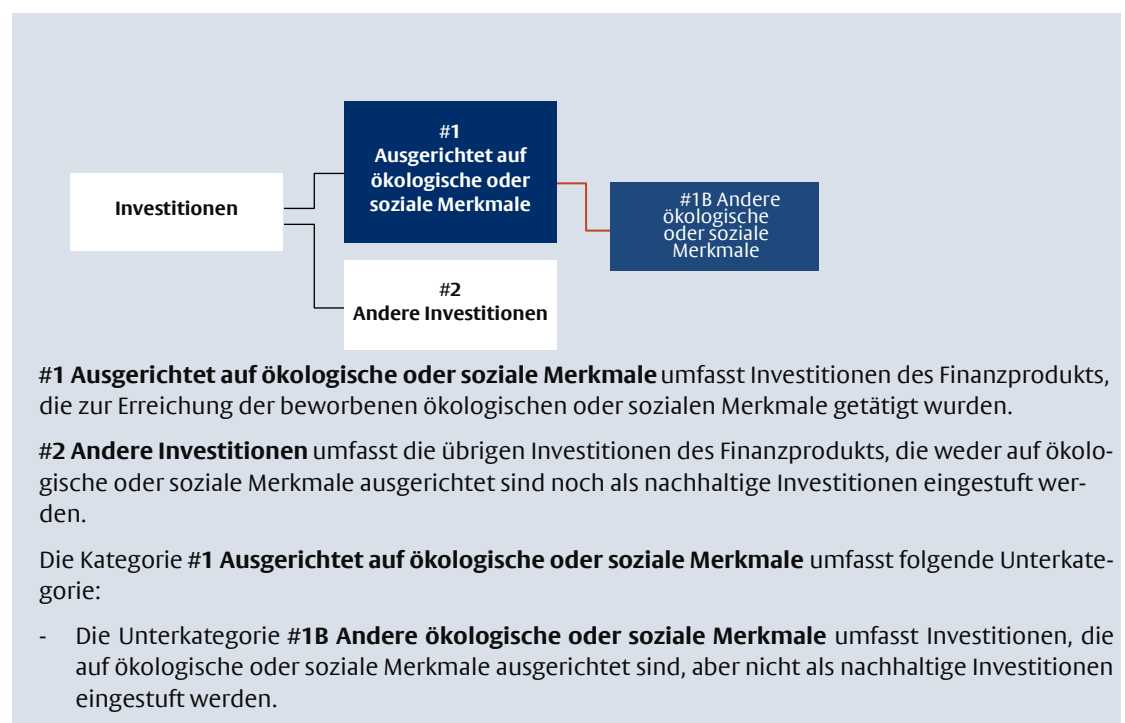 #1
Ausgerichtet auf
ökologische oder
soziale Merkmale
Investitionen
#1B Andere
ökologische
oder soziale
Merkmale
#2
Andere Investitionen
#1 Ausgerichtet auf ökologische oder soziale Merkmale umfasst Investitionen des Finanzprodukts,
die zur Erreichung der beworbenen ökologischen oder sozialen Merkmale getätigt wurden.
#2 Andere Investitionen umfasst die übrigen Investitionen des Finanzprodukts, die weder auf ökolo-
gische oder soziale Merkmale ausgerichtet sind noch als nachhaltige Investitionen eingestuft wer-
den.
Die Kategorie #1 Ausgerichtet auf ökologische oder soziale Merkmale umfasst folgende Unterkate-
gorie:
- Die Unterkategorie #1B Andere ökologische oder soziale Merkmale umfasst Investitionen, die
auf ökologische oder soziale Merkmale ausgerichtet sind, aber nicht als nachhaltige Investitionen
eingestuft werden.